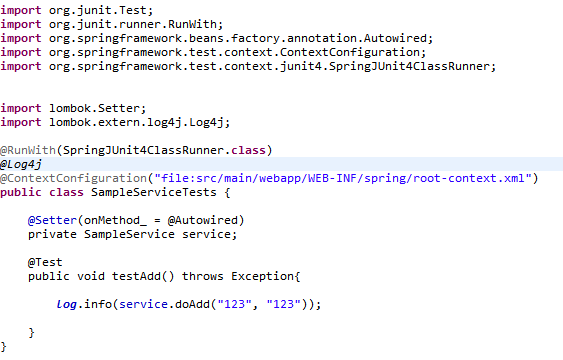 import org.junit.Test;
import org.junit.runner.RunWith;
import org.springframework.beans.factory.annotation.Autowired;
import org.springframework.test.context.ContextConfiguration;
import org.springframework.test.context.junit4.SpringJUnit4ClassRunner;
import lombok.Setter;
import lombok.extern.log4j.Log4j;
@RunWith(SpringJUnit4ClassRunner.class)
@Log4j
@ContextConfiguration("file:src/main/webapp/WEB-INF/spring/root-context.xml")
public class SampleServiceTests {
@Setter(onMethod_ = @Autowired)
private SampleService service;
@Test
public void testAdd() throws Exception{
log.info(service.doAdd("123", "123"));
}
}